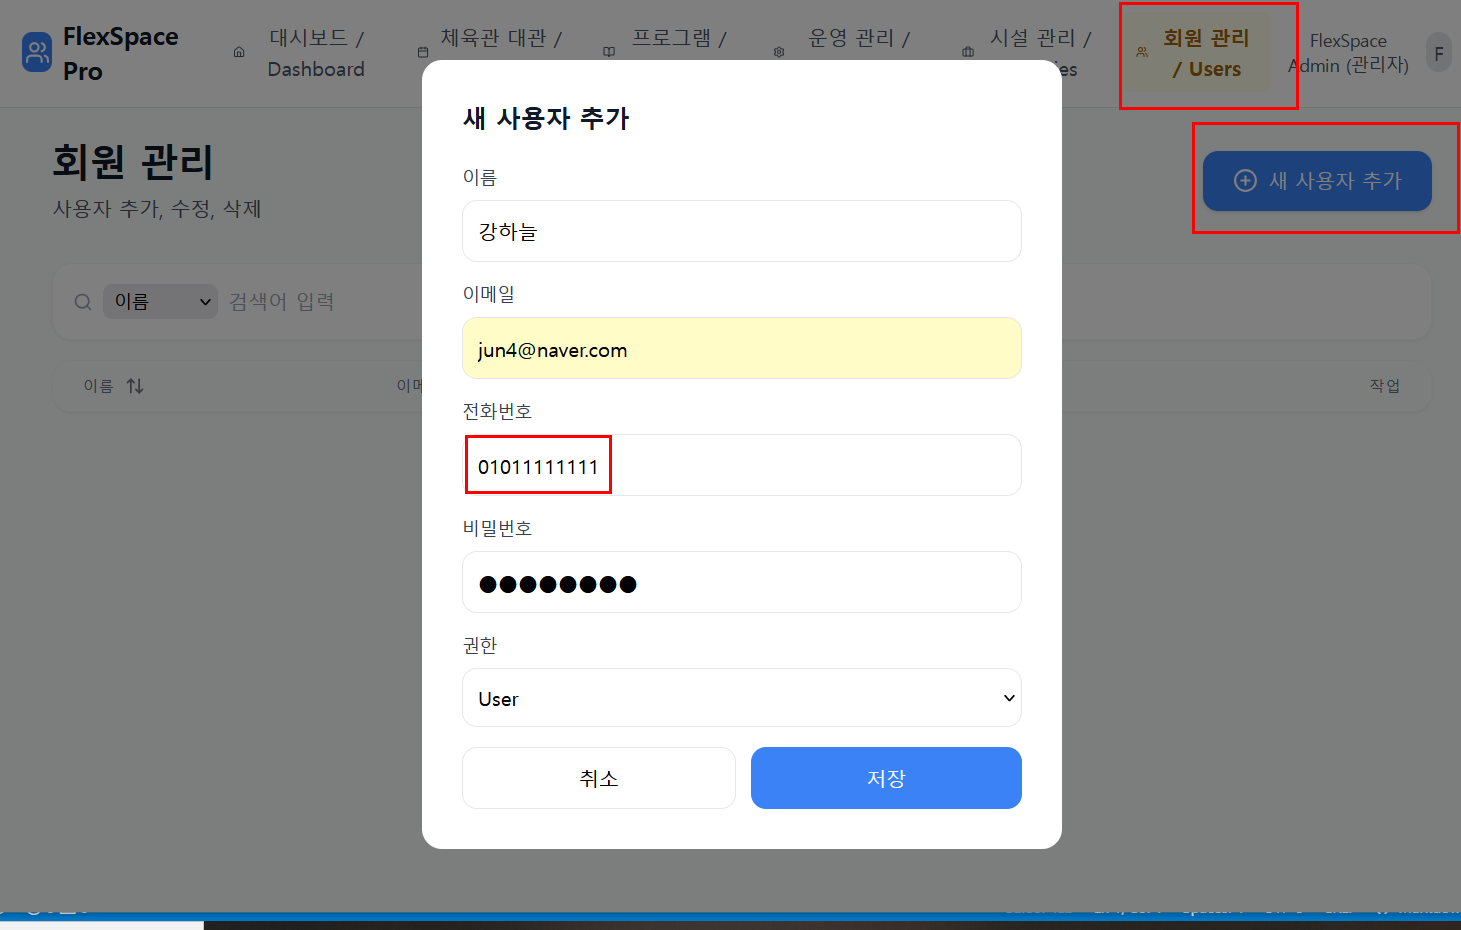 FlexSpace Pro
대시보드 / Dashboard
체육관 대관 /
프로그램 /
운영 관리 /
시설 관리 /
회원 관리 / Users
FlexSpace Admin (관리자)
F
회원 관리
사용자 추가, 수정, 삭제
새 사용자 추가
이름
검색어 입력
이름
작업
새 사용자 추가
이름
강하늘
이메일
jun4@naver.com
전화번호
01011111111
비밀번호
●●●●●●●●
권한
User
취소
저장